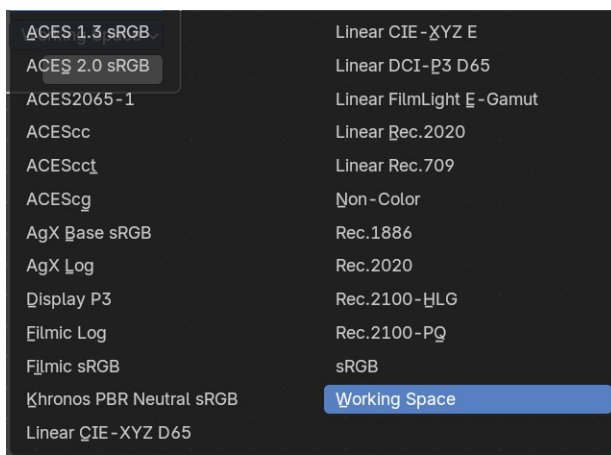 ACES 1.3 sRGB
ACES 2.0 sRGB
ACES2065-1
ACEScc
ACEScct
ACEScg
AgX Base sRGB
AgX Log
Display P3
Filmic Log
Filmic sRGB
Khronos PBR Neutral sRGB
Linear CIE-XYZ D65
Linear CIE-XYZ E
Linear DCI-P3 D65
Linear FilmLight E-Gamut
Linear Rec.2020
Linear Rec.709
Non-Color
Rec.1886
Rec.2020
Rec.2100-HLG
Rec.2100-PQ
sRGB
Working Space